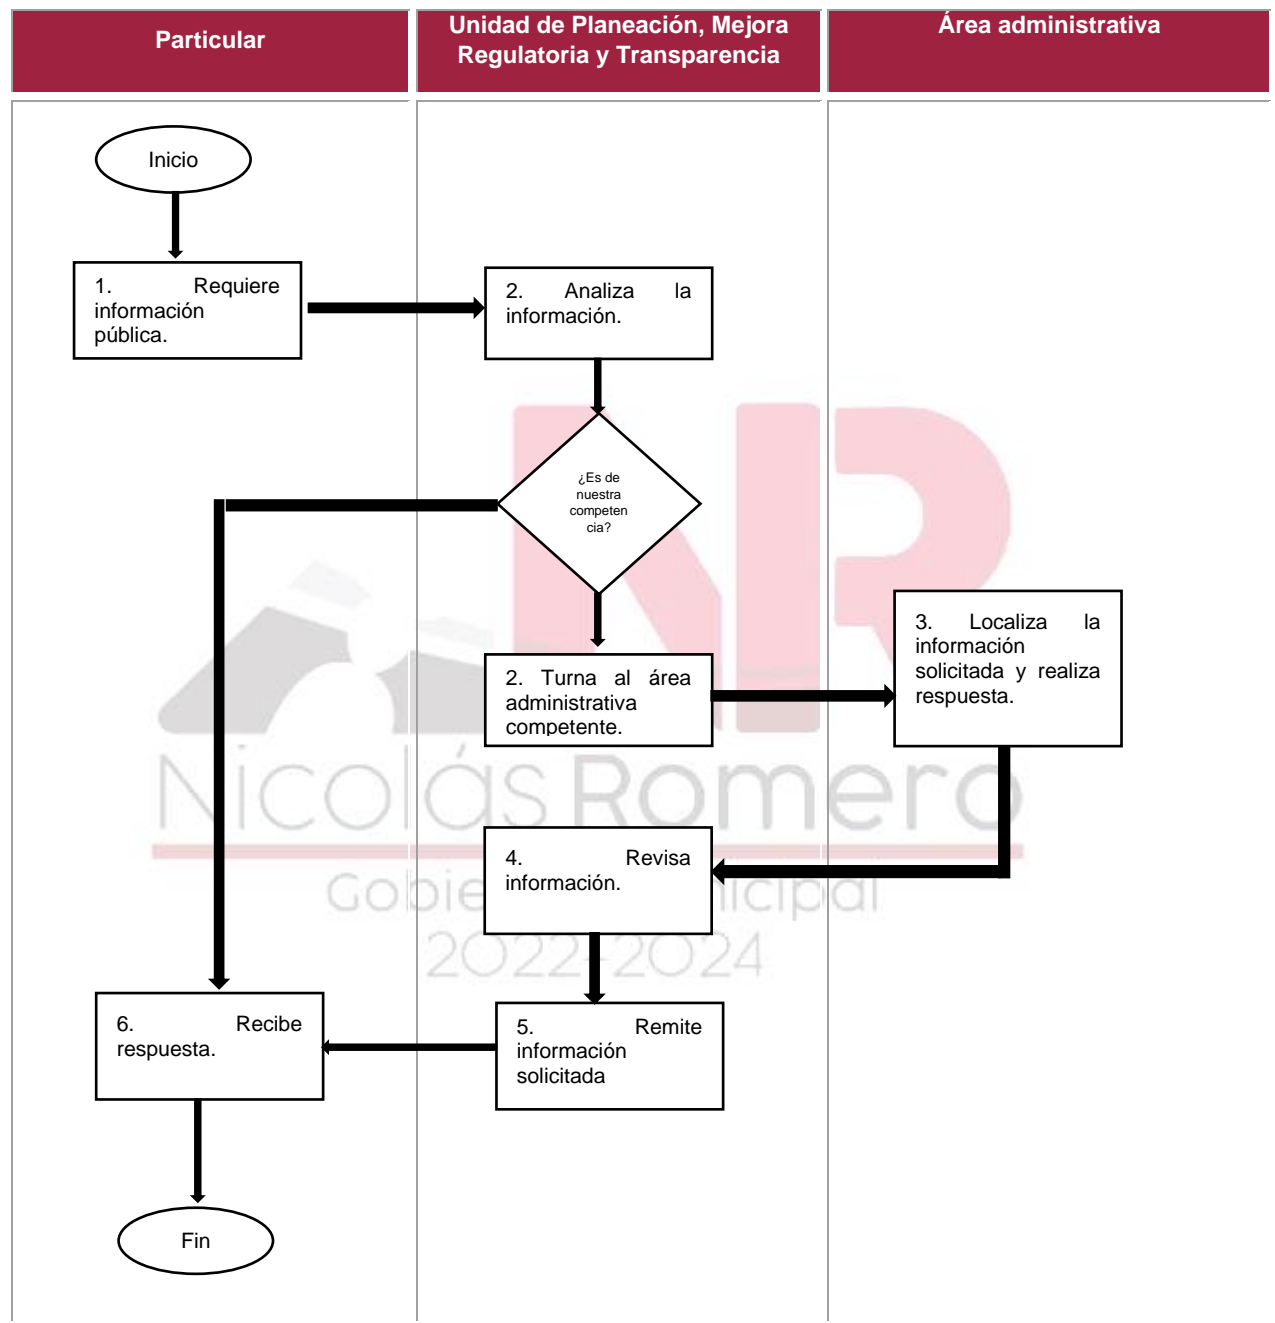 Particular
Unidad de Planeación, Mejora
Regulatoria y Transparencia
Área administrativa
Inicio
1. Requiere
información
pública.
2. Analiza la
información.
¿Es de
nuestra
competen
cia?
2. Turna al área
administrativa
competente.
3. Localiza la
información
solicitada y realiza
respuesta.
NR
Nicolás Romero
4. Revisa
información.
2022-2024
5. Remite
información
solicitada
6. Recibe
respuesta.
Fin